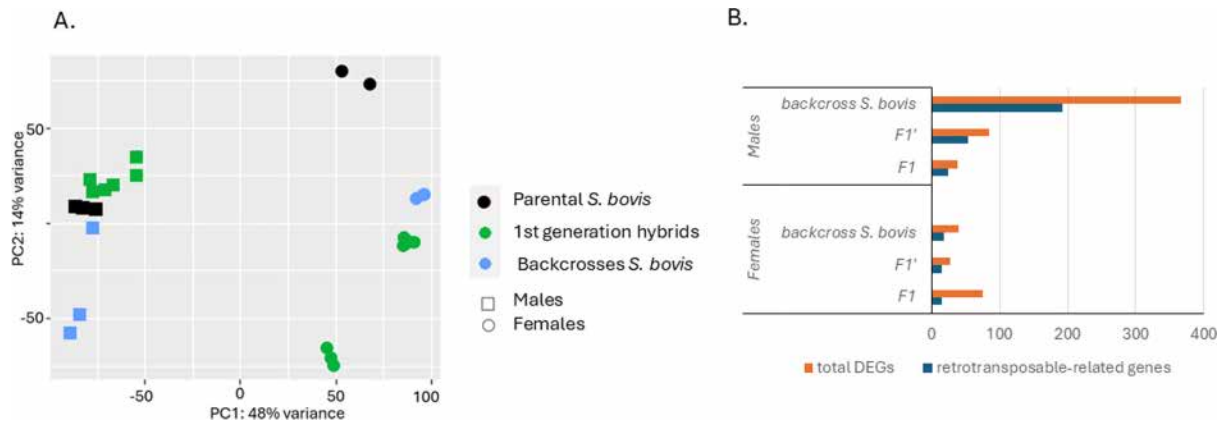 A.
50
-50
PC2: 14% variance
-50
0
50
100
PC1: 48% variance
Parental S. bovis
1st generation hybrids
Backcrosses S. bovis
Males
Females
B.
Males
backcross S. bovis
F1'
F1
Females
backcross S. bovis
F1'
F1
0
100
200
300
400
total DEGs
retrotransposable-related genes